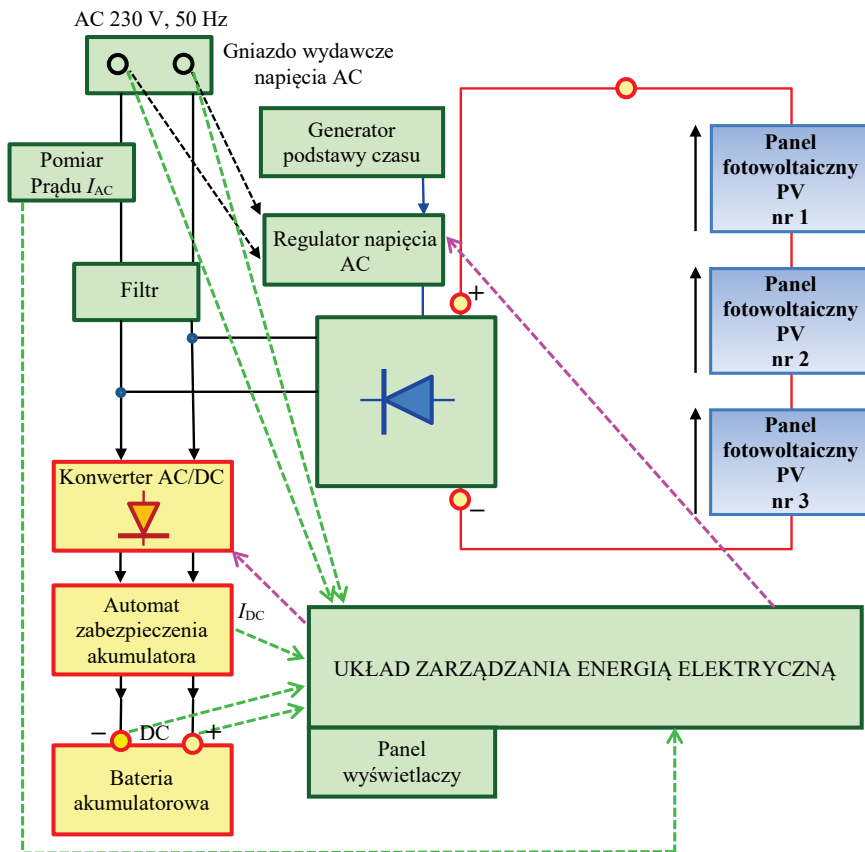 AC 230 V, 50 Hz
Gniazdo wydawcze
napięcia AC
Pomiar
Prądu I_AC
Generator
podstawy czasu
Regulator napięcia
AC
Filtr
+
−
Panel
fotowoltaiczny
PV
nr 1
Panel
fotowoltaiczny
PV
nr 2
Panel
fotowoltaiczny
PV
nr 3
Konwerter AC/DC
Automat
zabezpieczenia
akumulatora
I_DC
− DC +
Bateria
akumulatorowa
UKŁAD ZARZĄDZANIA ENERGIĄ ELEKTRYCZNĄ
Panel
wyświetlaczy